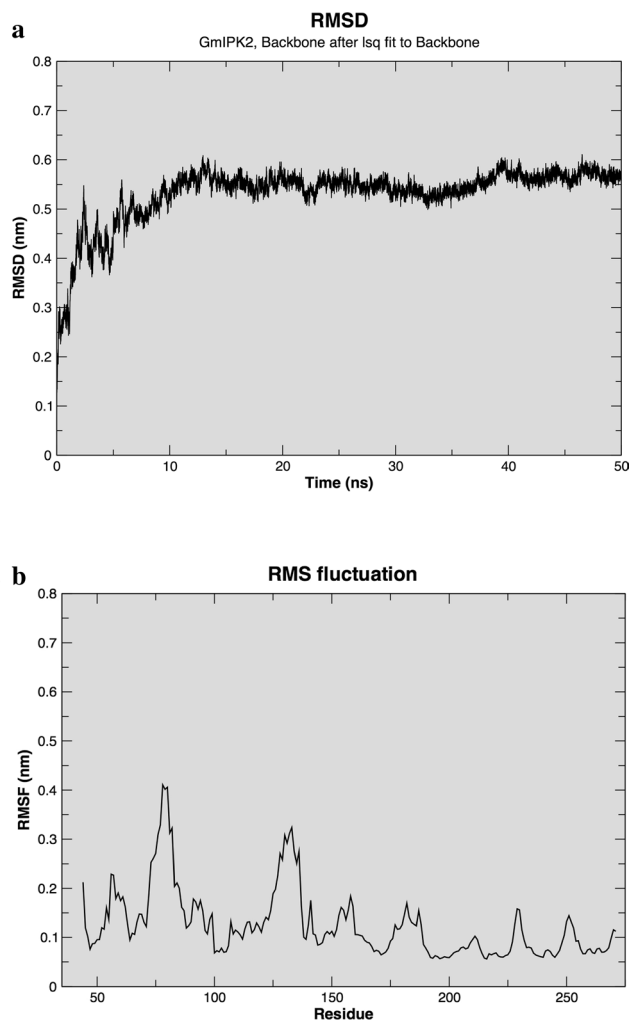 a
RMSD
GmIPK2, Backbone after lsq fit to Backbone
0.8
0.7
0.6
0.5
0.4
0.3
0.2
0.1
0
RMSD (nm)
0 10 20 30 40 50
Time (ns)
b
RMS fluctuation
0.8
0.7
0.6
0.5
0.4
0.3
0.2
0.1
0
RMSF (nm)
50 100 150 200 250
Residue